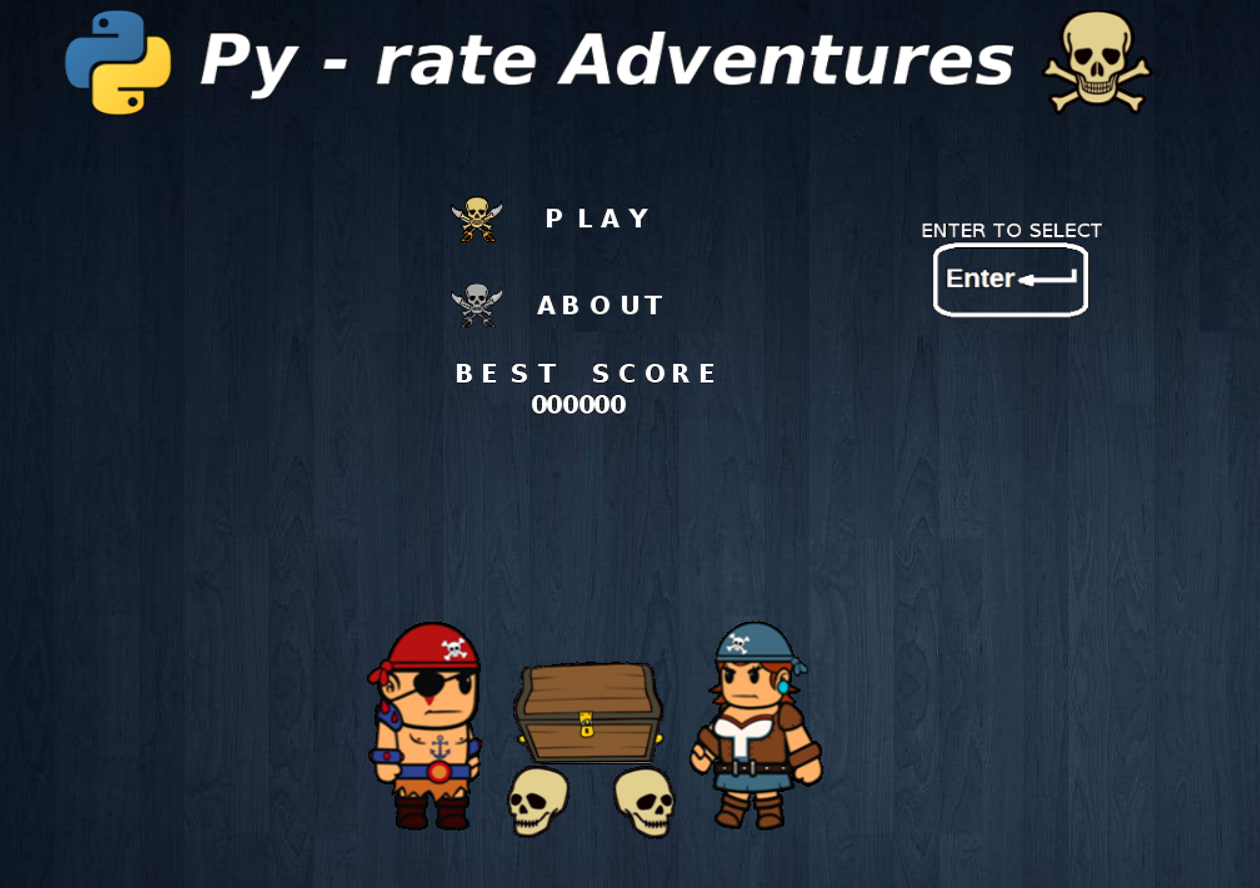 Py - rate Adventures
P L A Y
ENTER TO SELECT
Enter
A B O U T
B E S T S C O R E
000000